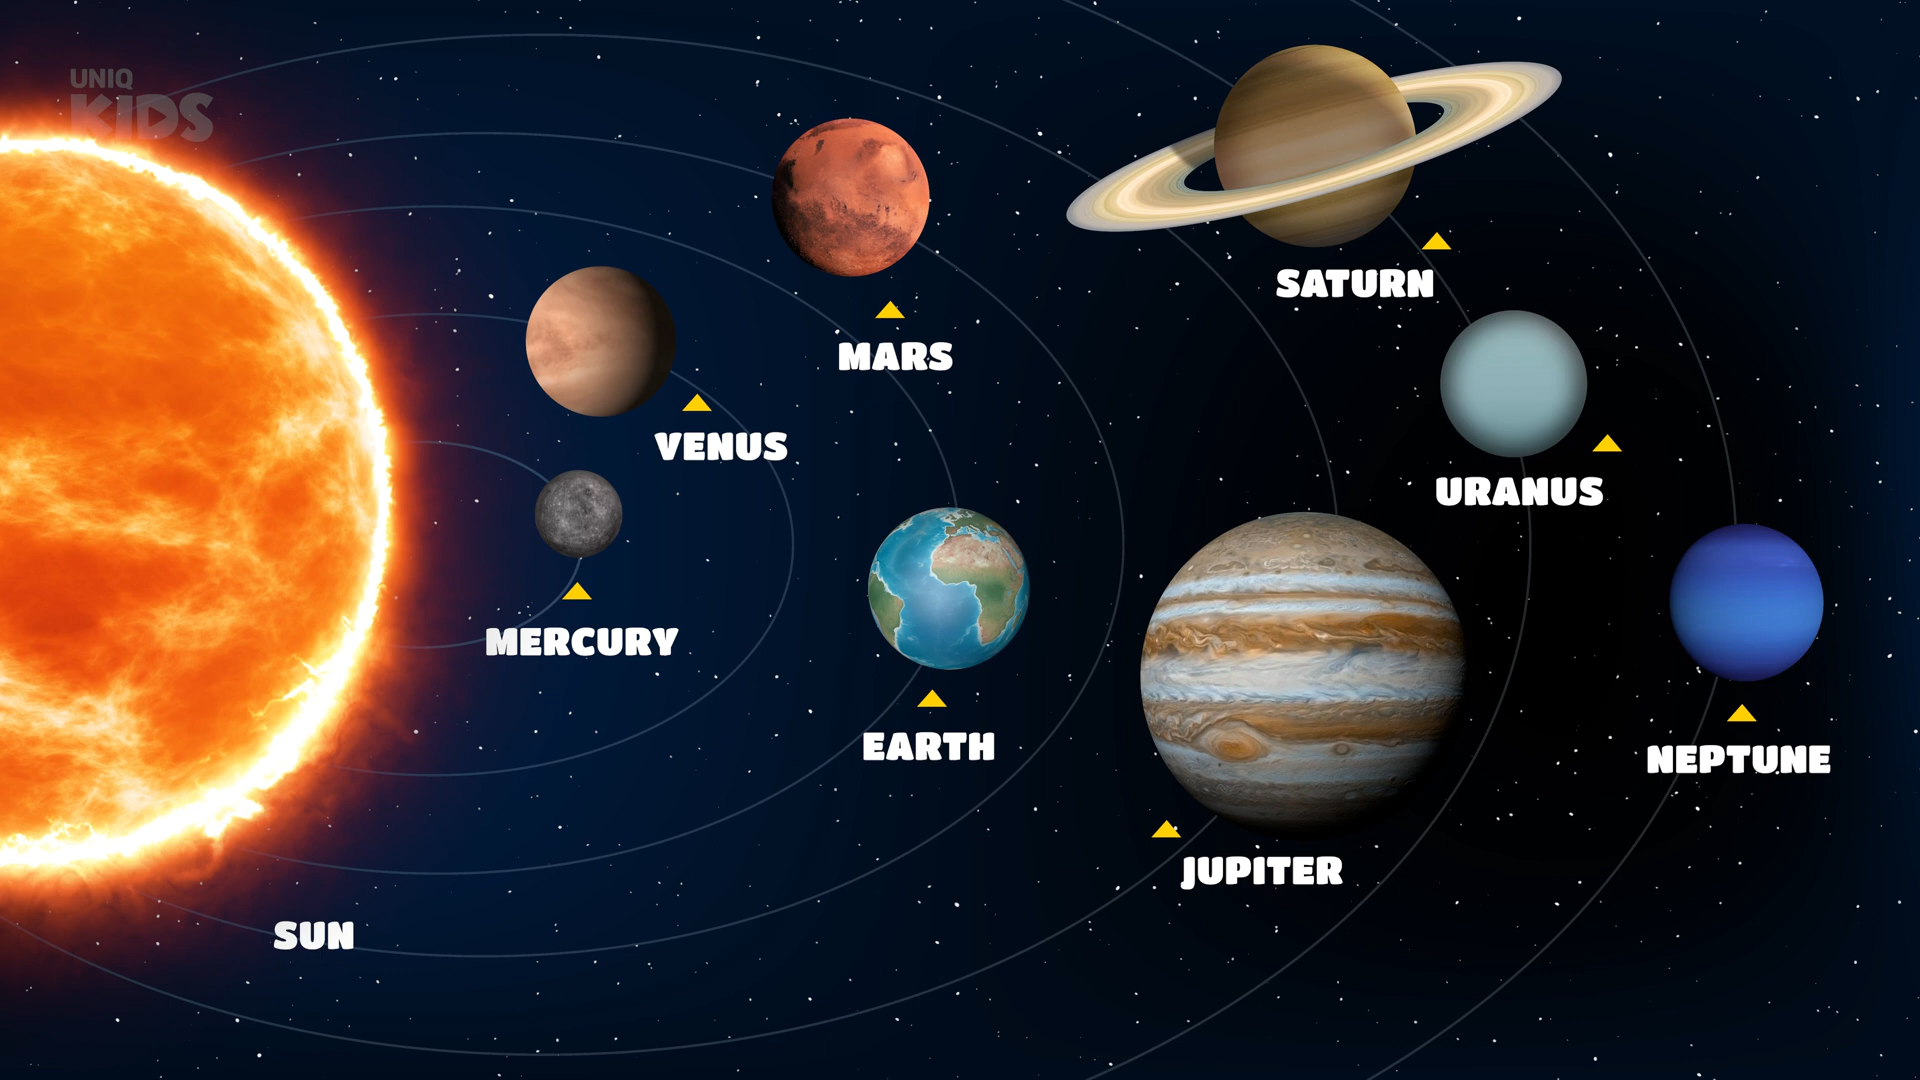 UNIQ
KIDS
SATURN
MARS
VENUS
URANUS
MERCURY
EARTH
NEPTUNE
JUPITER
SUN